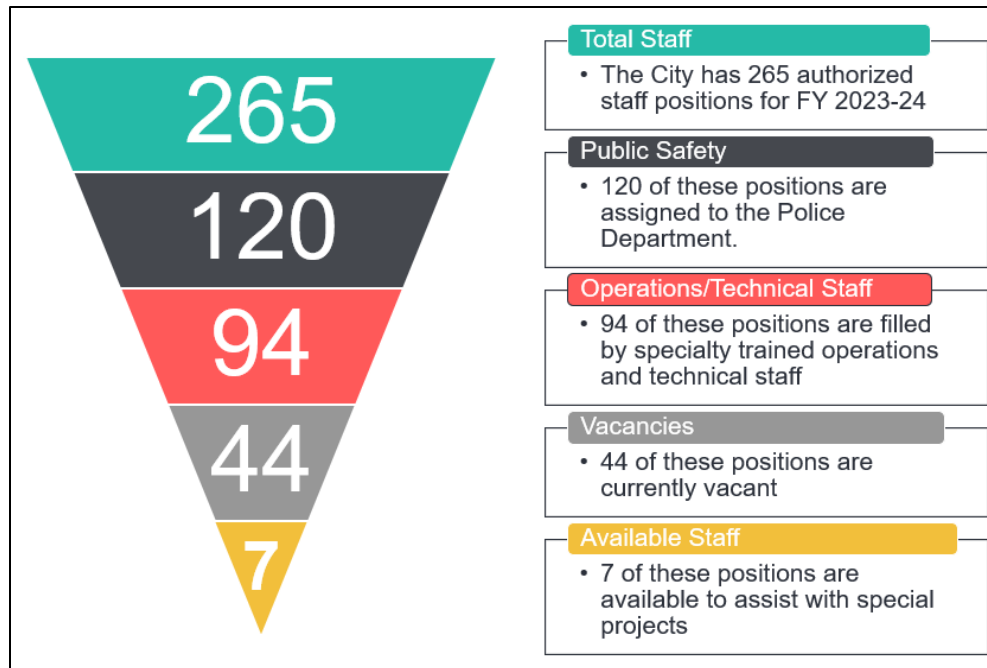 265
120
94
44
7
Total Staff
• The City has 265 authorized
staff positions for FY 2023-24
Public Safety
• 120 of these positions are
assigned to the Police
Department.
Operations/Technical Staff
• 94 of these positions are filled
by specialty trained operations
and technical staff
Vacancies
• 44 of these positions are
currently vacant
Available Staff
• 7 of these positions are
available to assist with special
projects